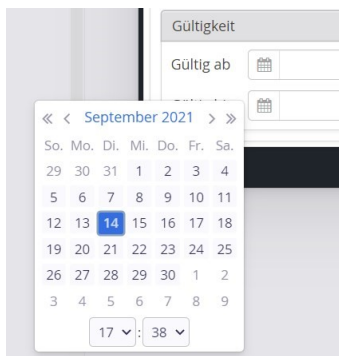 Gültigkeit
Gültig ab
« < September 2021 > »
So. Mo. Di. Mi. Do. Fr. Sa.
29 30 31 1 2 3 4
5 6 7 8 9 10 11
12 13 14 15 16 17 18
19 20 21 22 23 24 25
26 27 28 29 30 1 2
3 4 5 6 7 8 9
17 : 38